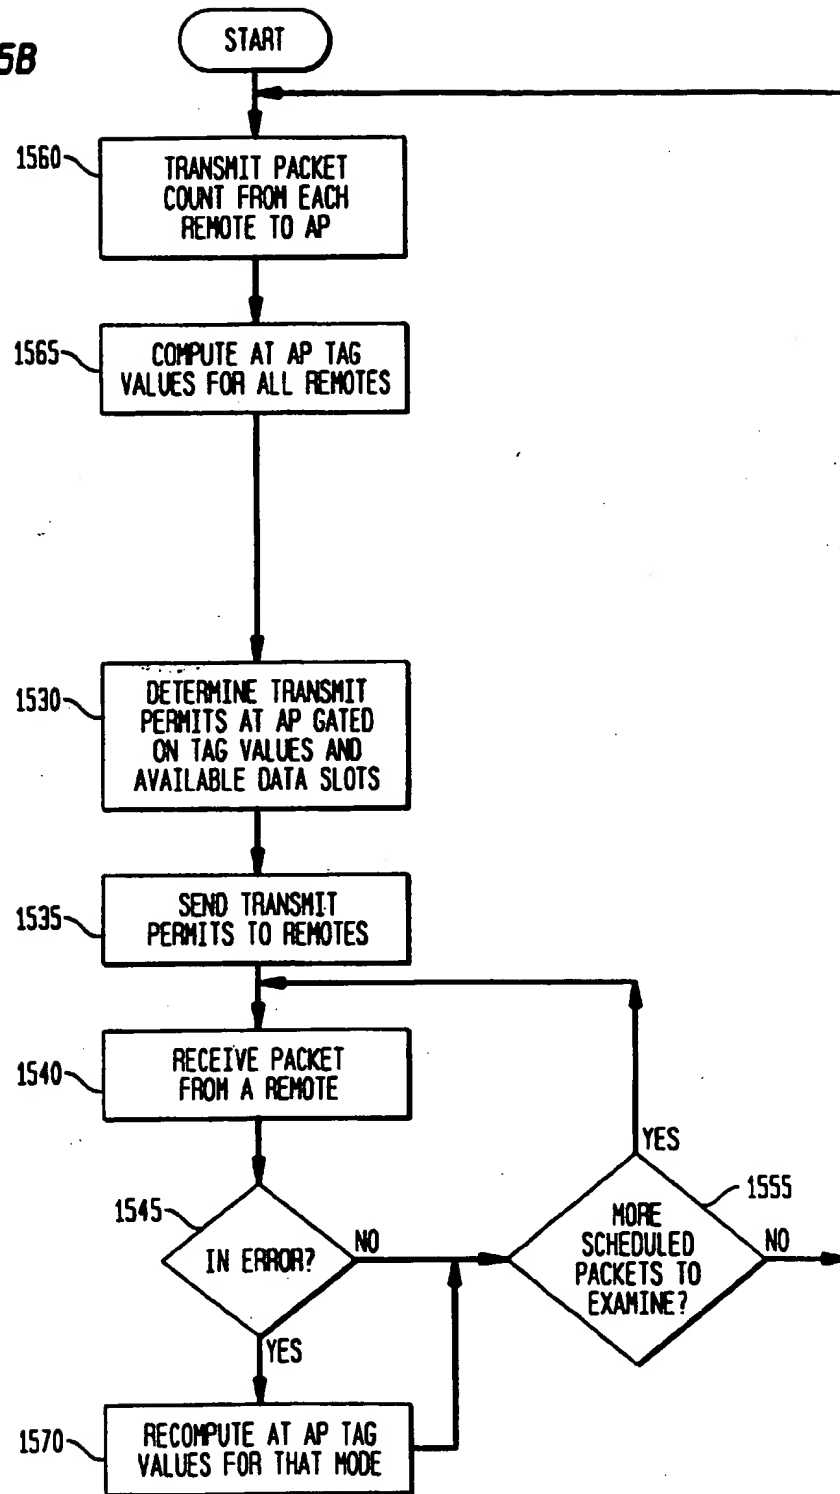 5B
START
1560
TRANSMIT PACKET
COUNT FROM EACH
REMOTE TO AP
1565
COMPUTE AT AP TAG
VALUES FOR ALL REMOTES
1530
DETERMINE TRANSMIT
PERMITS AT AP GATED
ON TAG VALUES AND
AVAILABLE DATA SLOTS
1535
SEND TRANSMIT
PERMITS TO REMOTES
1540
RECEIVE PACKET
FROM A REMOTE
YES
1555
1545
MORE
SCHEDULED
PACKETS TO
EXAMINE?
NO
IN ERROR?
NO
YES
1570
RECOMPUTE AT AP TAG
VALUES FOR THAT MODE